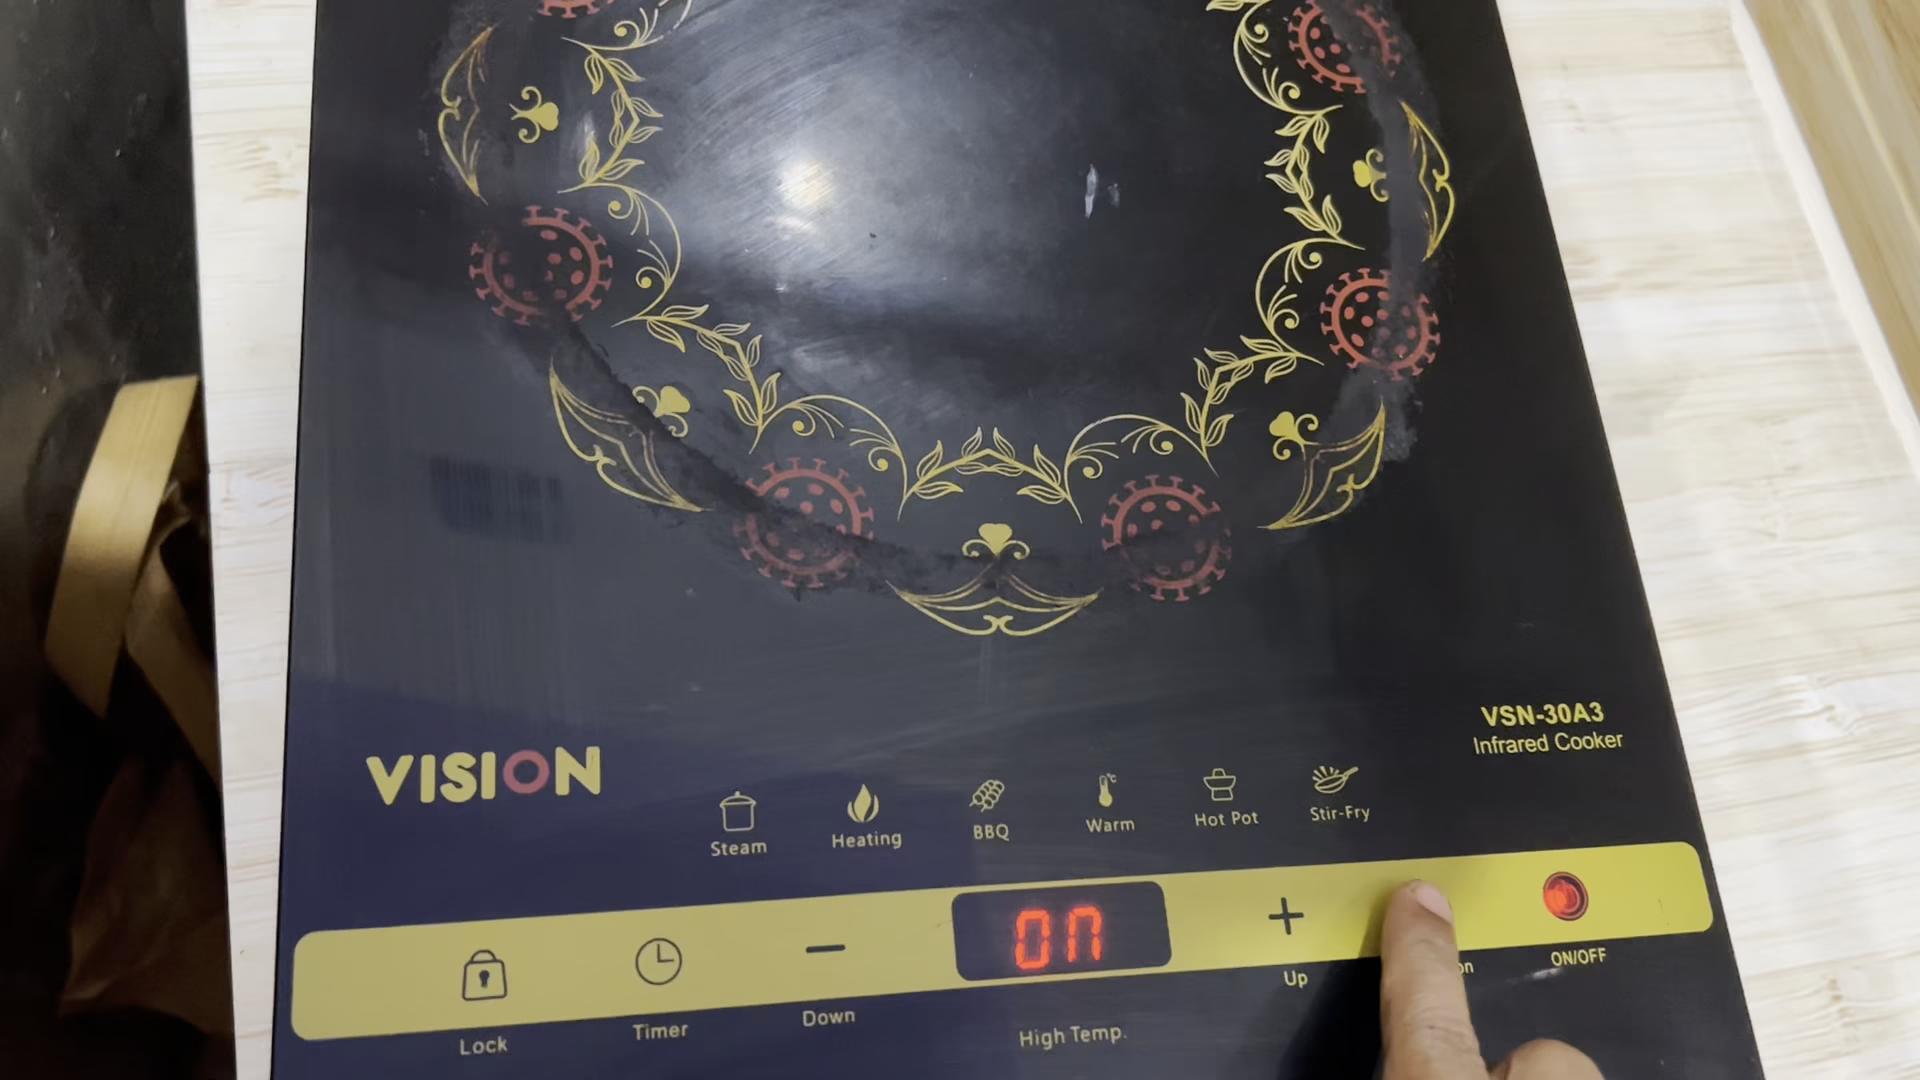 VSN-30A3
Infrared Cooker
VISION
Steam
Heating
BBQ
Warm
°C
Hot Pot
Stir-Fry
ON
Lock
Timer
Down
High Temp.
Up
ON/OFF